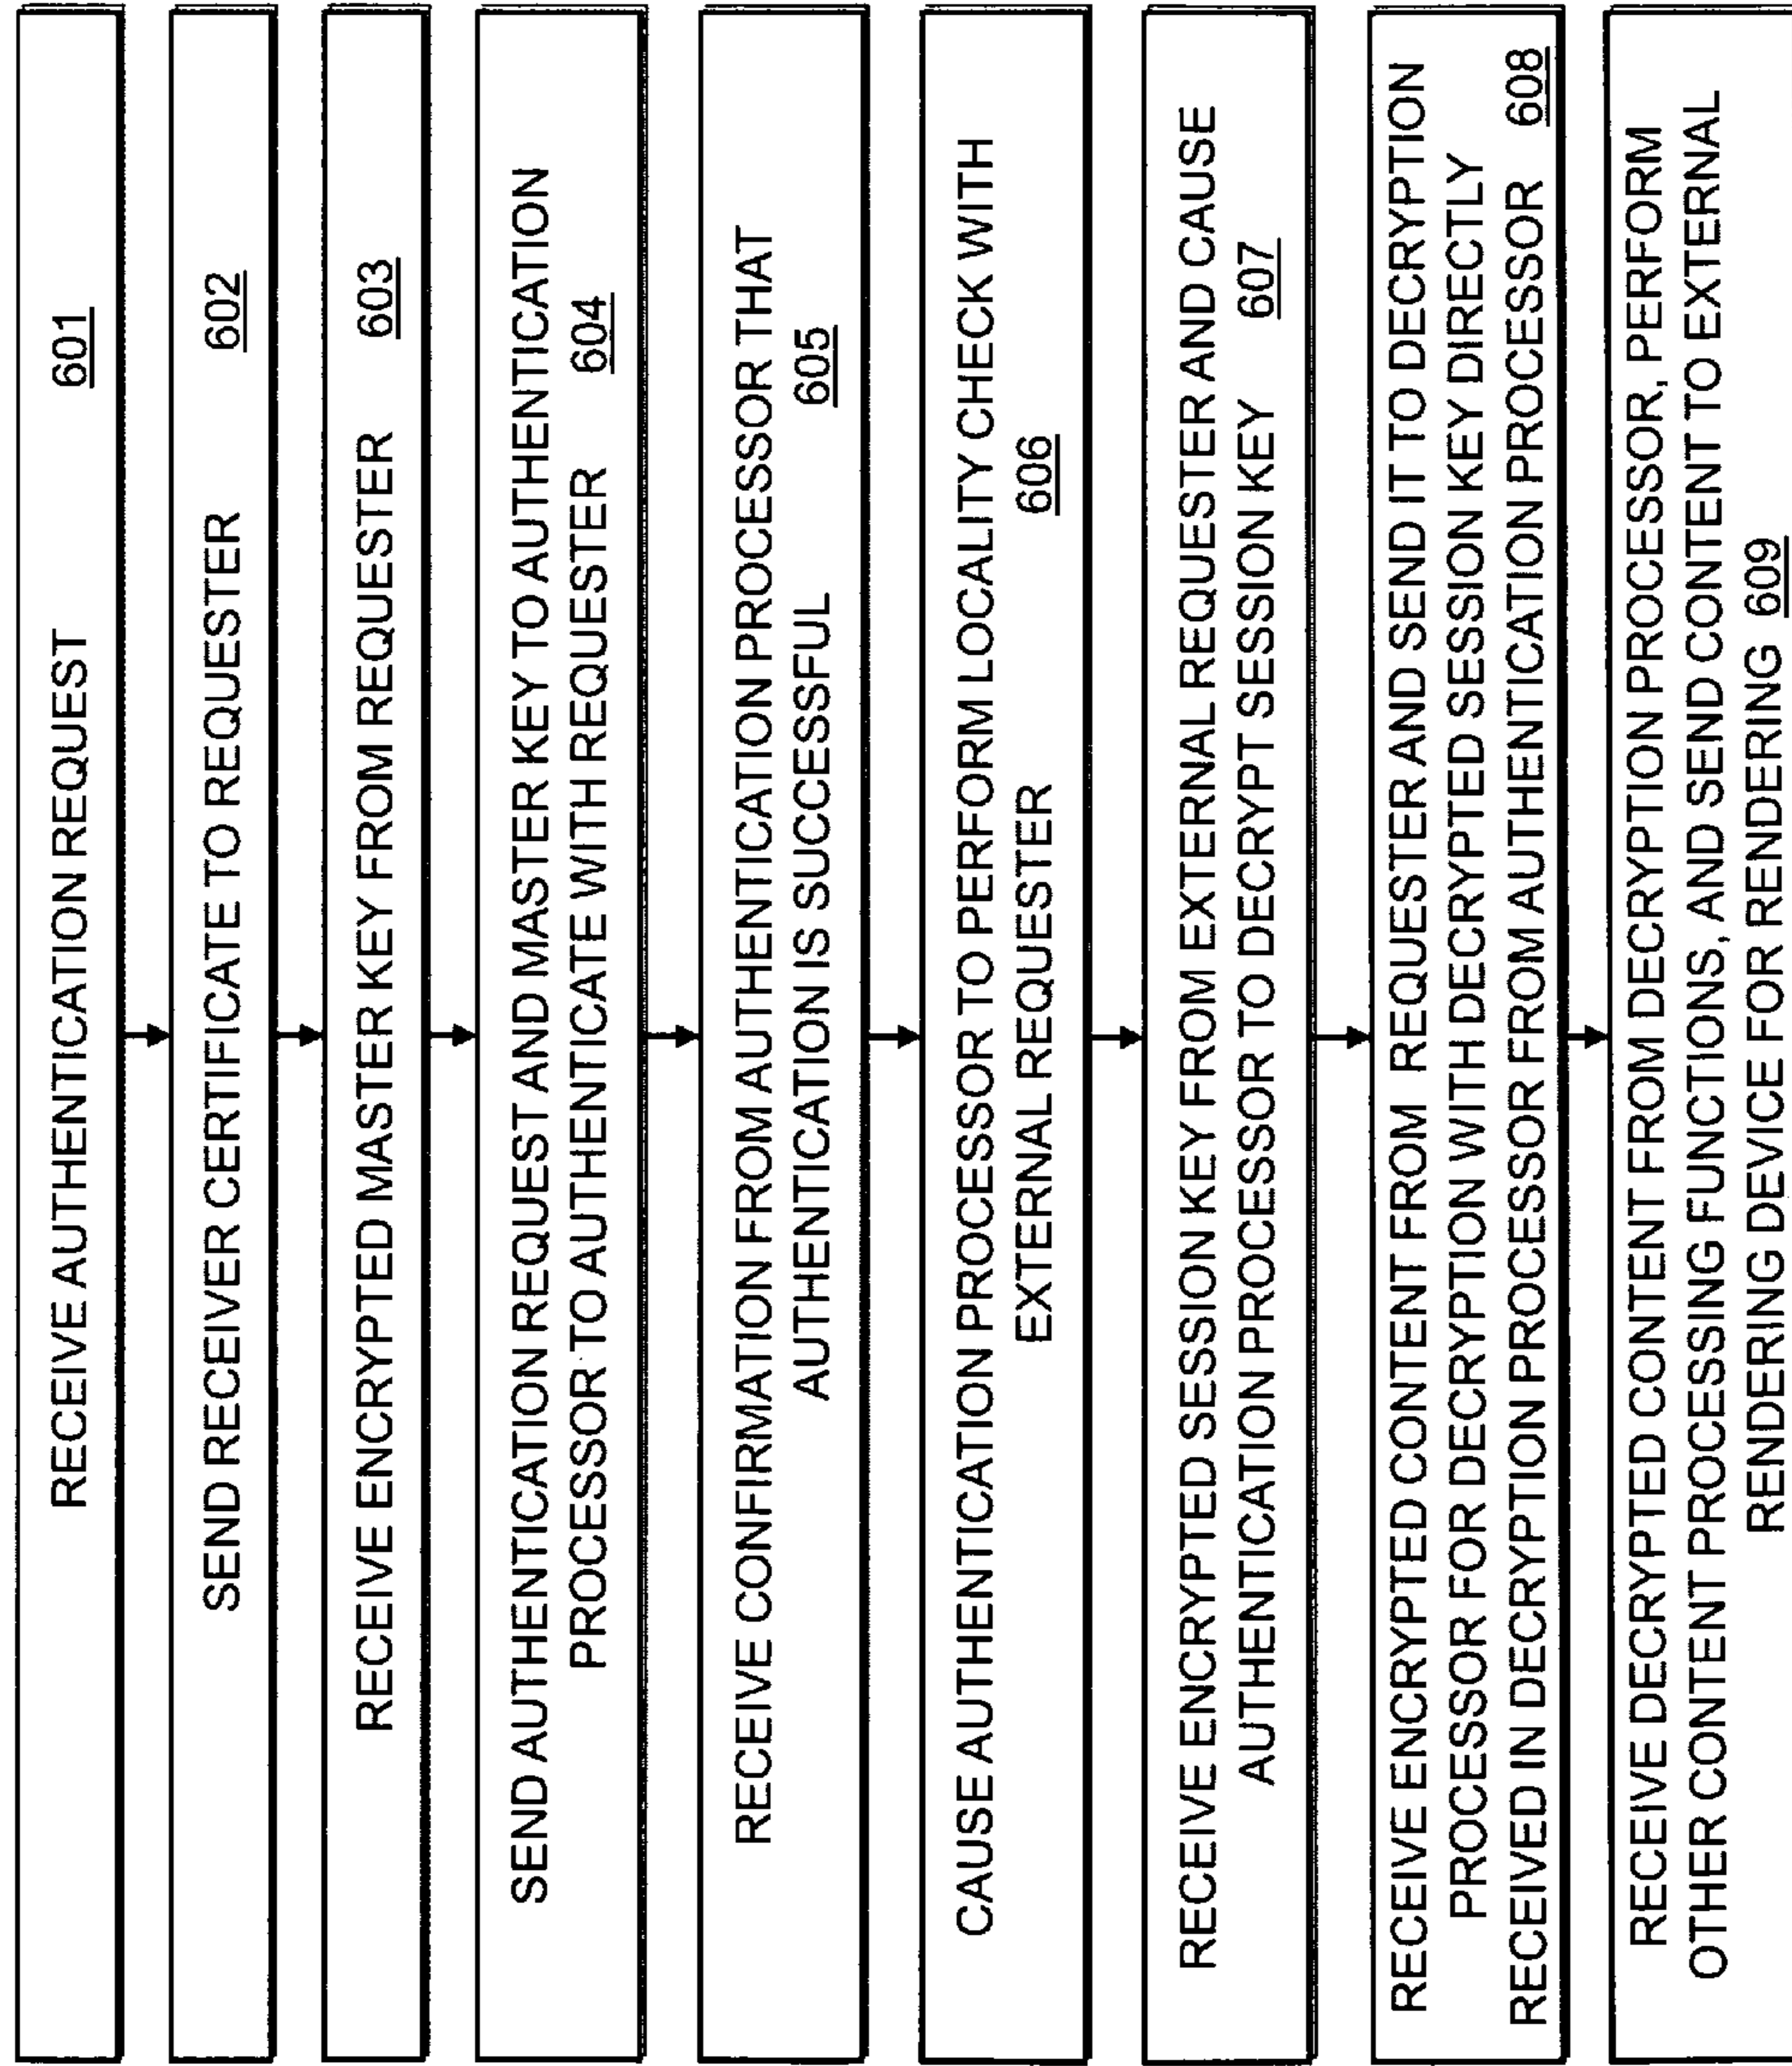 RECEIVE AUTHENTICATION REQUEST 601
SEND RECEIVER CERTIFICATE TO REQUESTER 602
RECEIVE ENCRYPTED MASTER KEY FROM REQUESTER 603
SEND AUTHENTICATION REQUEST AND MASTER KEY TO AUTHENTICATION
PROCESSOR TO AUTHENTICATE WITH REQUESTER 604
RECEIVE CONFIRMATION FROM AUTHENTICATION PROCESSOR THAT
AUTHENTICATION IS SUCCESSFUL 605
CAUSE AUTHENTICATION PROCESSOR TO PERFORM LOCALITY CHECK WITH
EXTERNAL REQUESTER 606
RECEIVE ENCRYPTED SESSION KEY FROM EXTERNAL REQUESTER AND CAUSE
AUTHENTICATION PROCESSOR TO DECRYPT SESSION KEY 607
RECEIVE ENCRYPTED CONTENT FROM REQUESTER AND SEND IT TO DECRYPTION
PROCESSOR FOR DECRYPTION WITH DECRYPTED SESSION KEY DIRECTLY
RECEIVED IN DECRYPTION PROCESSOR FROM AUTHENTICATION PROCESSOR 608
RECEIVE DECRYPTED CONTENT FROM DECRYPTION PROCESSOR, PERFORM
OTHER CONTENT PROCESSING FUNCTIONS, AND SEND CONTENT TO EXTERNAL
RENDERING DEVICE FOR RENDERING 609